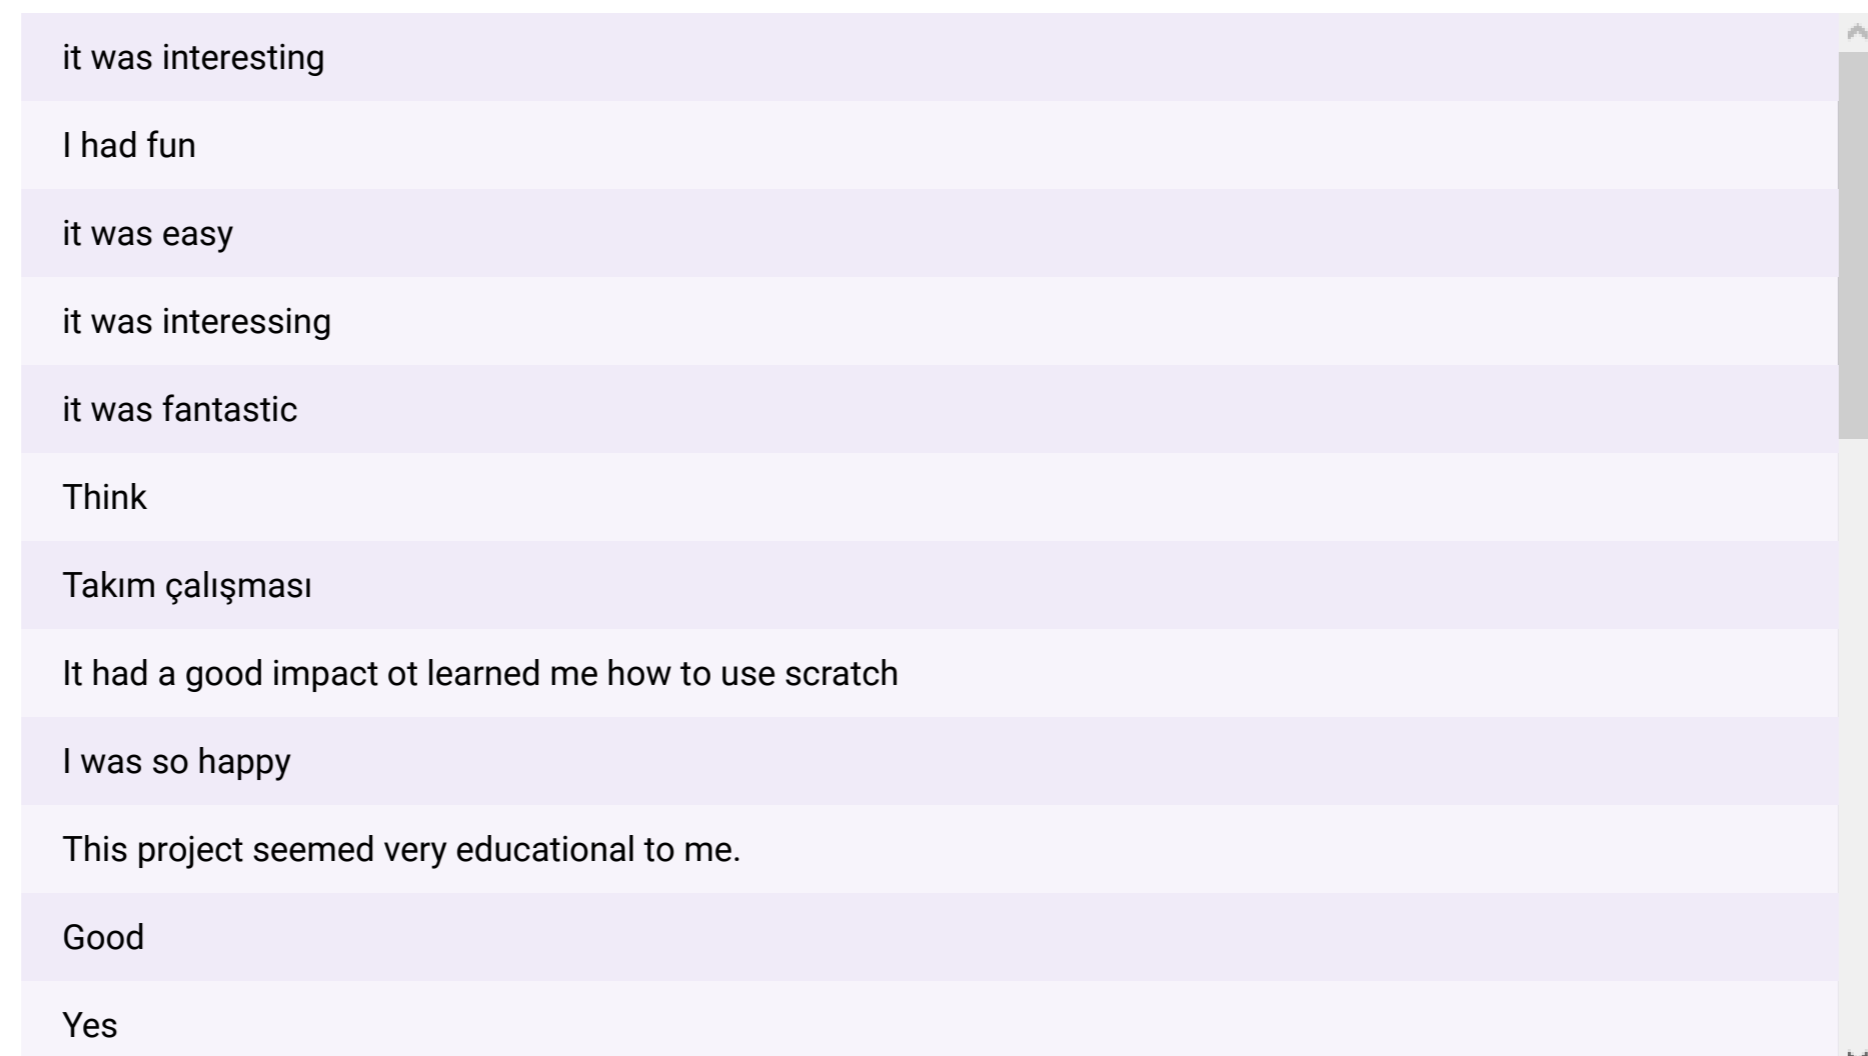 it was interesting
I had fun
it was easy
it was interessing
it was fantastic
Think
Takım çalışması
It had a good impact ot learned me how to use scratch
I was so happy
This project seemed very educational to me.
Good
Yes